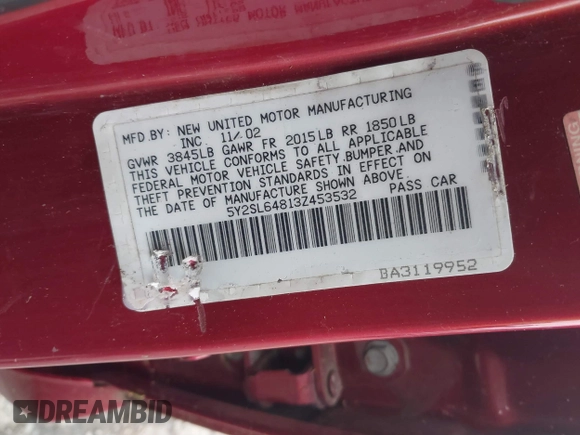 MFD.BY: NEW UNITED MOTOR MANUFACTURING
INC. 11/02
GVWR 3845LB GAWR FR 2015LB RR 1850LB
THIS VEHICLE CONFORMS TO ALL APPLICABLE
FEDERAL MOTOR VEHICLE SAFETY,BUMPER,AND
THEFT PREVENTION STANDARDS IN EFFECT ON
THE DATE OF MANUFACTURE SHOWN ABOVE.
5Y2SL64813Z453532 PASS CAR
BA3119952
DREAMBID